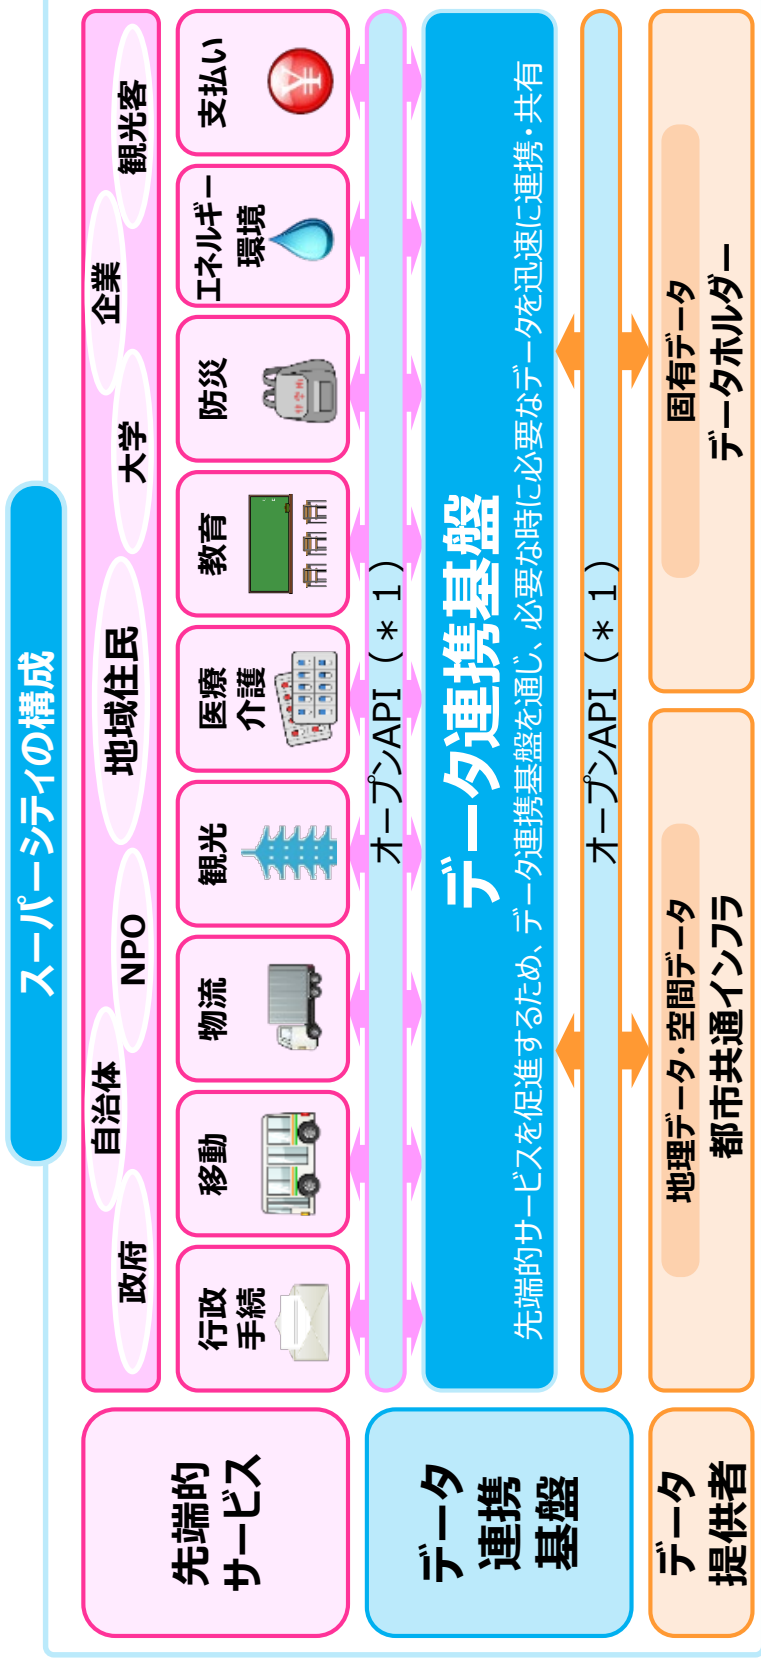 スーパーシティの構成
先端的
サービス
政府
自治体
NPO
地域住民
大学
企業
観光客
行政
手続
移動
物流
観光
医療
介護
教育
防災
エネルギー
環境
支払い
データ
連携
基盤
オープンAPI（＊１）
データ連携基盤
先端的サービスを促進するため、データ連携基盤を通じ、必要な時に必要なデータを迅速に連携・共有
オープンAPI（＊１）
データ
提供者
地理データ・空間データ
都市共通インフラ
固有データ
データホルダー